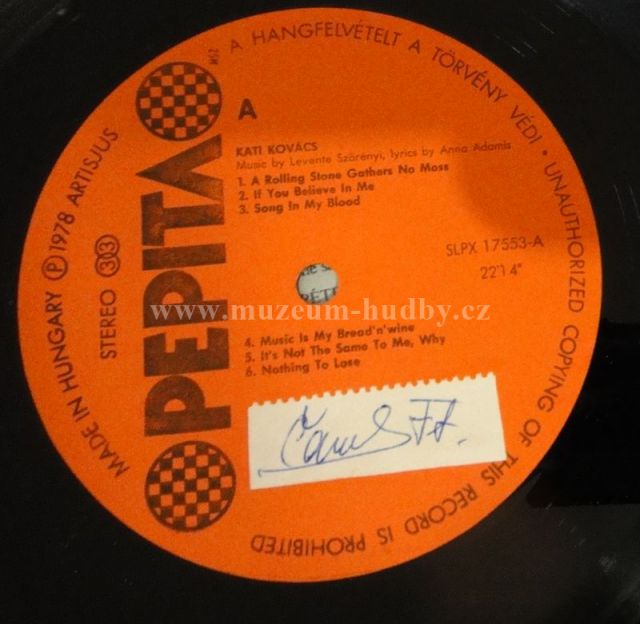 A HANGFELVÉTELT A TÖRVÉNY VÉDI · UNAUTHORIZED COPYING OF THIS RECORD IS PROHIBITED
MADE IN HUNGARY Ⓟ 1978 ARTISJUS
STEREO 33
PEPITA
MSZ
A
KATI KOVÁCS
Music by Levente Szörényi, lyrics by Anna Adamis
1. A Rolling Stone Gathers No Moss
2. If You Believe In Me
3. Song In My Blood
SLPX 17553-A
22'14"
www.muzeum-hudby.cz
4. Music Is My Bread'n'wine
5. It's Not The Same To Me, Why
6. Nothing To Lose